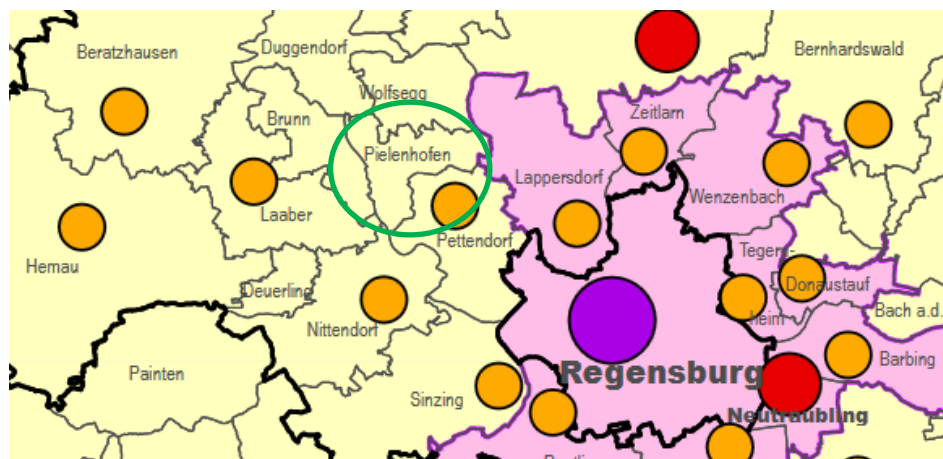 Beratzhausen
Duggendorf
Bernhardswald
Wolfsegg
Brunn
Zeitlarn
Pielenhofen
Lappersdorf
Wenzenbach
Laaber
Pettendorf
Tegern-
heim
Hemau
Deuerling
Donaustauf
Nittendorf
Bach a.d.
Painten
Regensburg
Barbing
Sinzing
Neutraubling